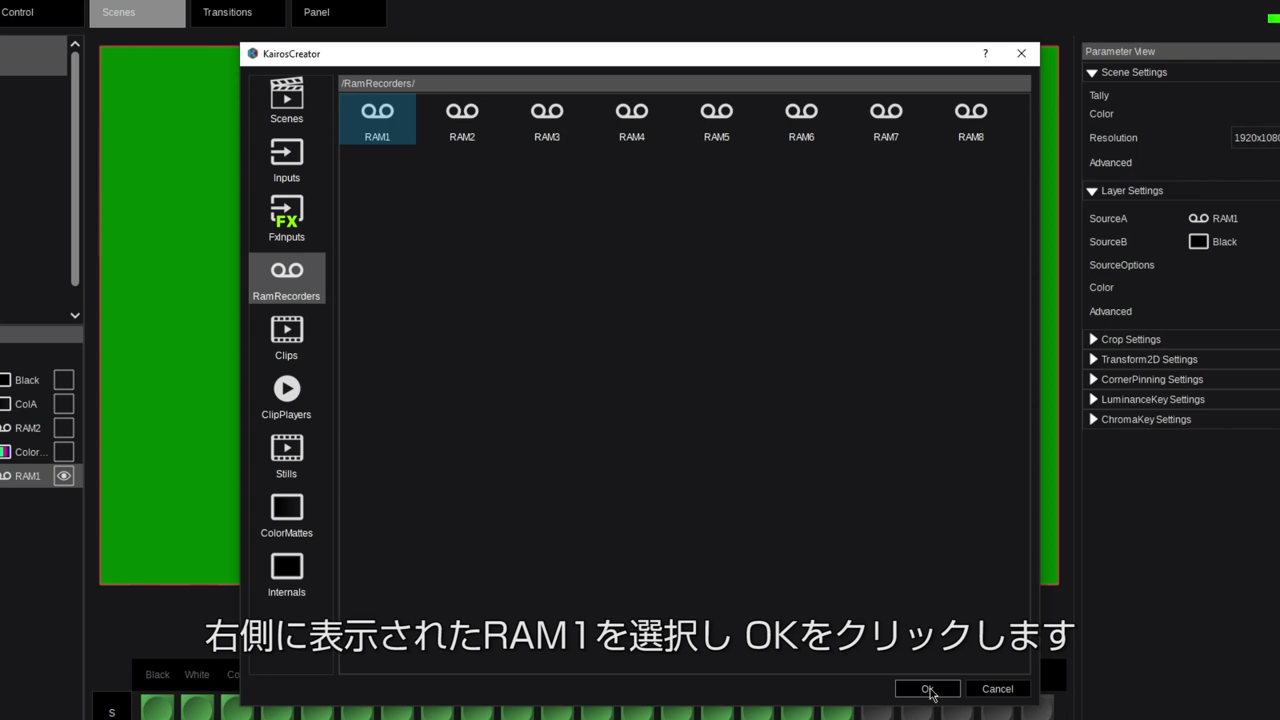 Control
Scenes
Transitions
Panel
KairosCreator
?
/RamRecorders/
Scenes
Inputs
FX
FxInputs
RamRecorders
Clips
ClipPlayers
Stills
ColorMattes
Internals
RAM1
RAM2
RAM3
RAM4
RAM5
RAM6
RAM7
RAM8
Parameter View
Scene Settings
Tally
Color
Resolution 1920x1080
Advanced
Layer Settings
SourceA RAM1
SourceB Black
SourceOptions
Color
Advanced
Crop Settings
Transform2D Settings
CornerPinning Settings
LuminanceKey Settings
ChromaKey Settings
Black
ColA
RAM2
Color...
RAM1
右側に表示されたRAM1を選択し OKをクリックします
Black White Co
S
OK
Cancel